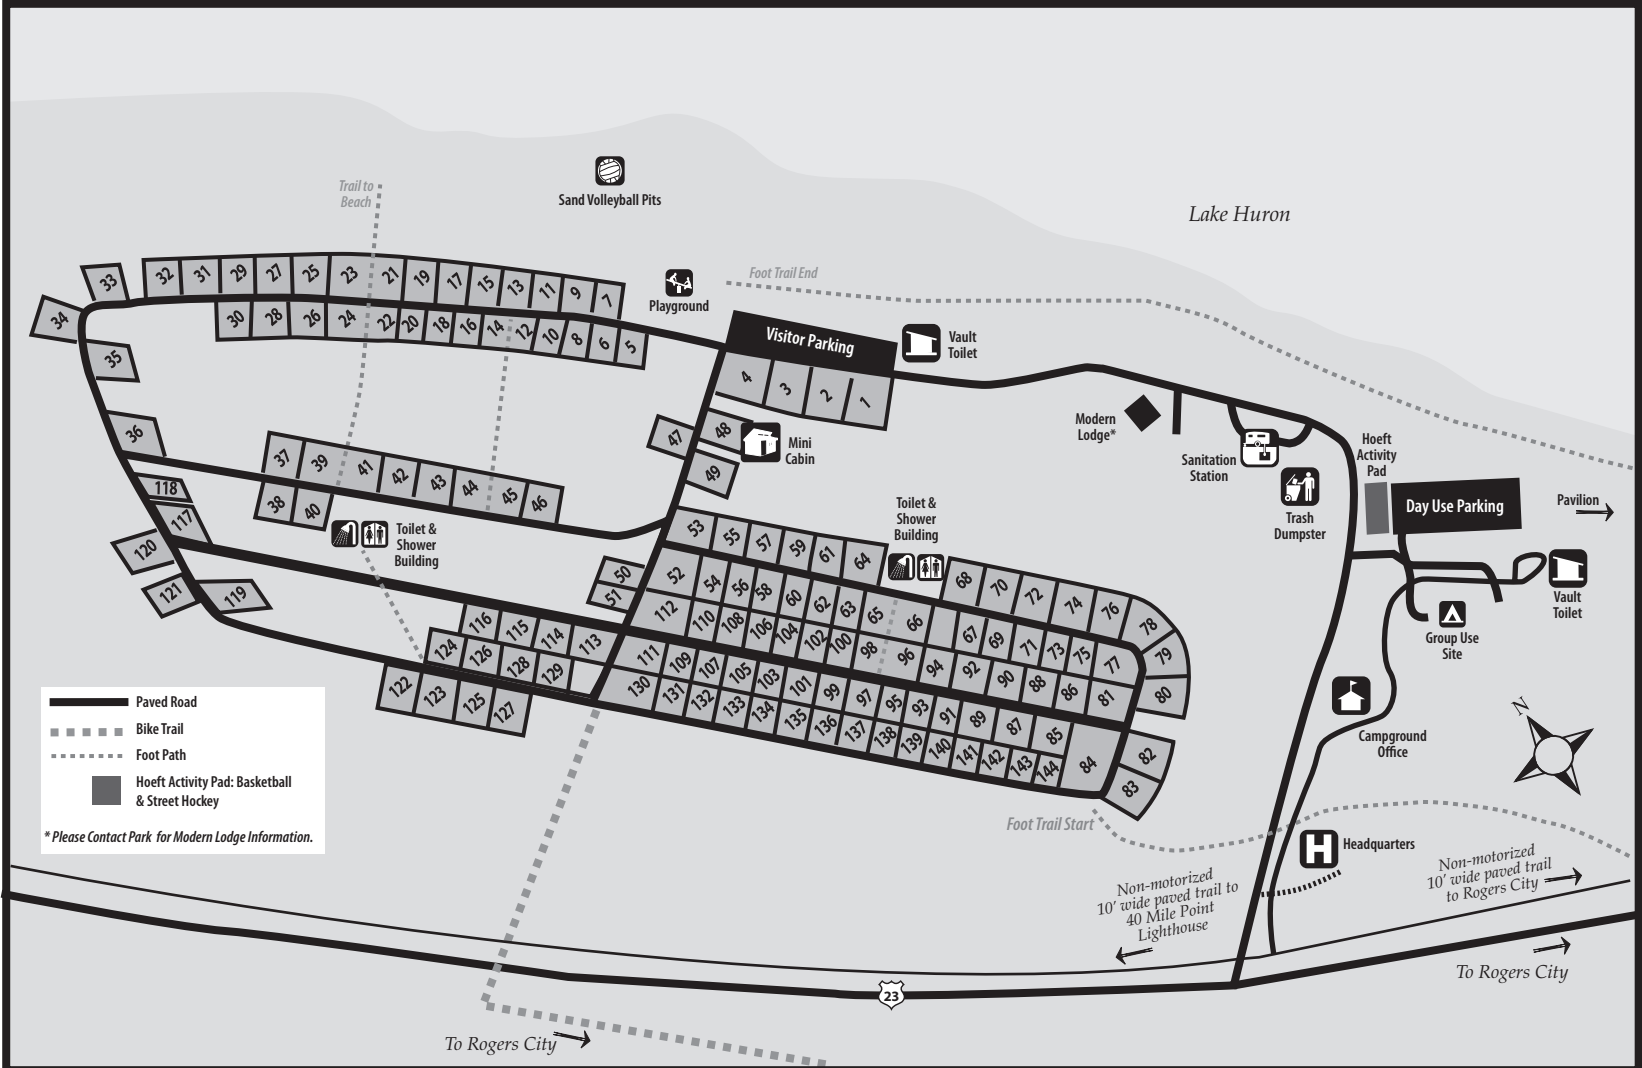 Lake Huron
Trail to
Beach
Sand Volleyball Pits
Foot Trail End
Playground
Visitor Parking
Vault
Toilet
33
32 31 29 27 25 23 21 19 17 15 13 11 9 7
34
30 28 26 24 22 20 18 16 14 12 10 8 6 5
35
4 3 2 1
Modern
Lodge*
Sanitation
Station
Trash
Dumpster
Hoeft
Activity
Pad
Day Use Parking
Pavilion
36
47 48
49
Mini
Cabin
37 39 41 42 43 44 45 46
38 40
118
117
120
121
119
Toilet &
Shower
Building
Toilet &
Shower
Building
50
51
53 55 57 59 61 64
68 70 72 74 76 78 79 80
52 54 56 58 60 62 63 65 66 67 69 71 73 75 77
112 110 108 106 104 102 100 98 96 94 92 90 88 86 81
116 115 114 113
124 126 128 129
122 123 125 127
111 109 107 105 103 101 99 97 95 93 91 89 87 85
130 131 132 133 134 135 136 137 138 139 140 141 142 143 144
84
82
83
Vault
Toilet
Group Use
Site
Campground
Office
N
Paved Road
Bike Trail
Foot Path
Hoeft Activity Pad: Basketball
& Street Hockey
* Please Contact Park for Modern Lodge Information.
Foot Trail Start
H
Headquarters
Non-motorized
10' wide paved trail to
40 Mile Point
Lighthouse
Non-motorized
10' wide paved trail
to Rogers City
To Rogers City
23
To Rogers City